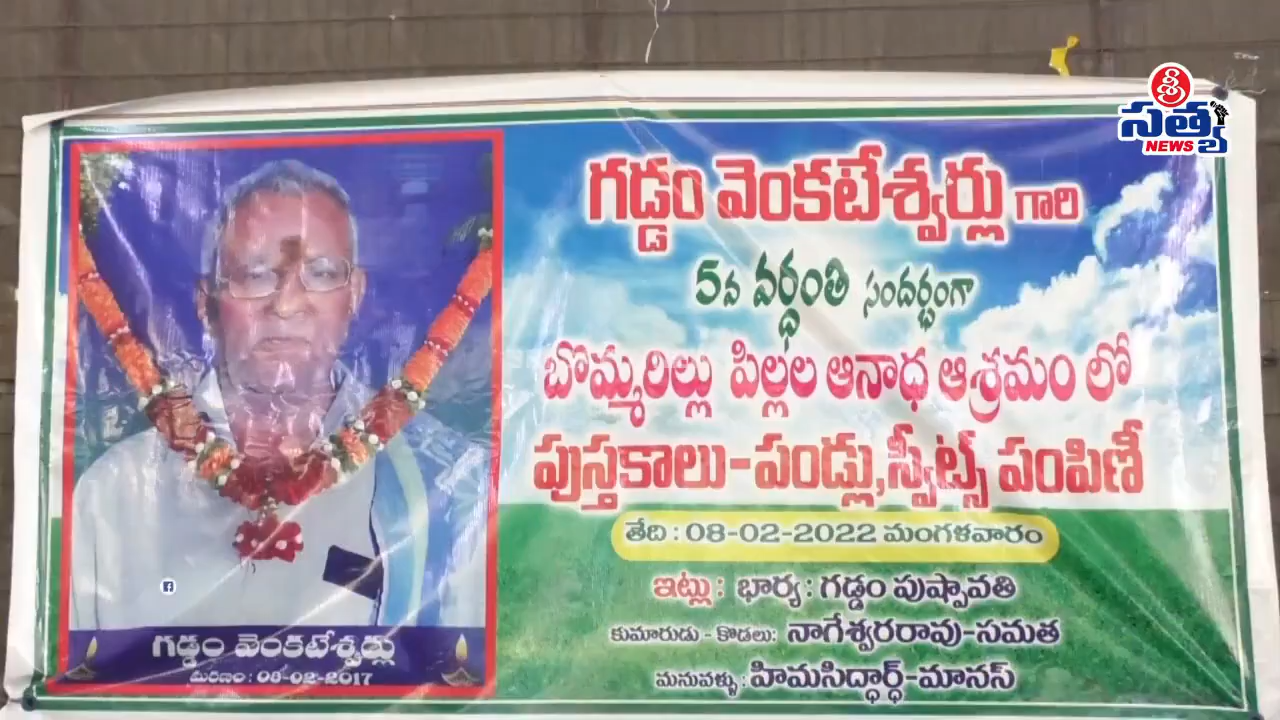 శ్రీ
సత్య
NEWS
గడ్డం వెంకటేశ్వర్లు గారి
5వ వర్ధంతి సందర్భంగా
బొమ్మరిల్లు పిల్లల ఆనాధ ఆశ్రమం లో
పుస్తకాలు-పండ్లు,స్వీట్స్ పంపిణీ
తేది : 08-02-2022 మంగళవారం
ఇట్లు : భార్య : గడ్డం పుష్పావతి
కుమారుడు - కొడలు: నాగేశ్వరరావు-సమత
మనువళ్ళు : హిమసిద్ధార్థ్-మానస్
గడ్డం వెంకటేశ్వర్లు
మరణం : 08-02-2017